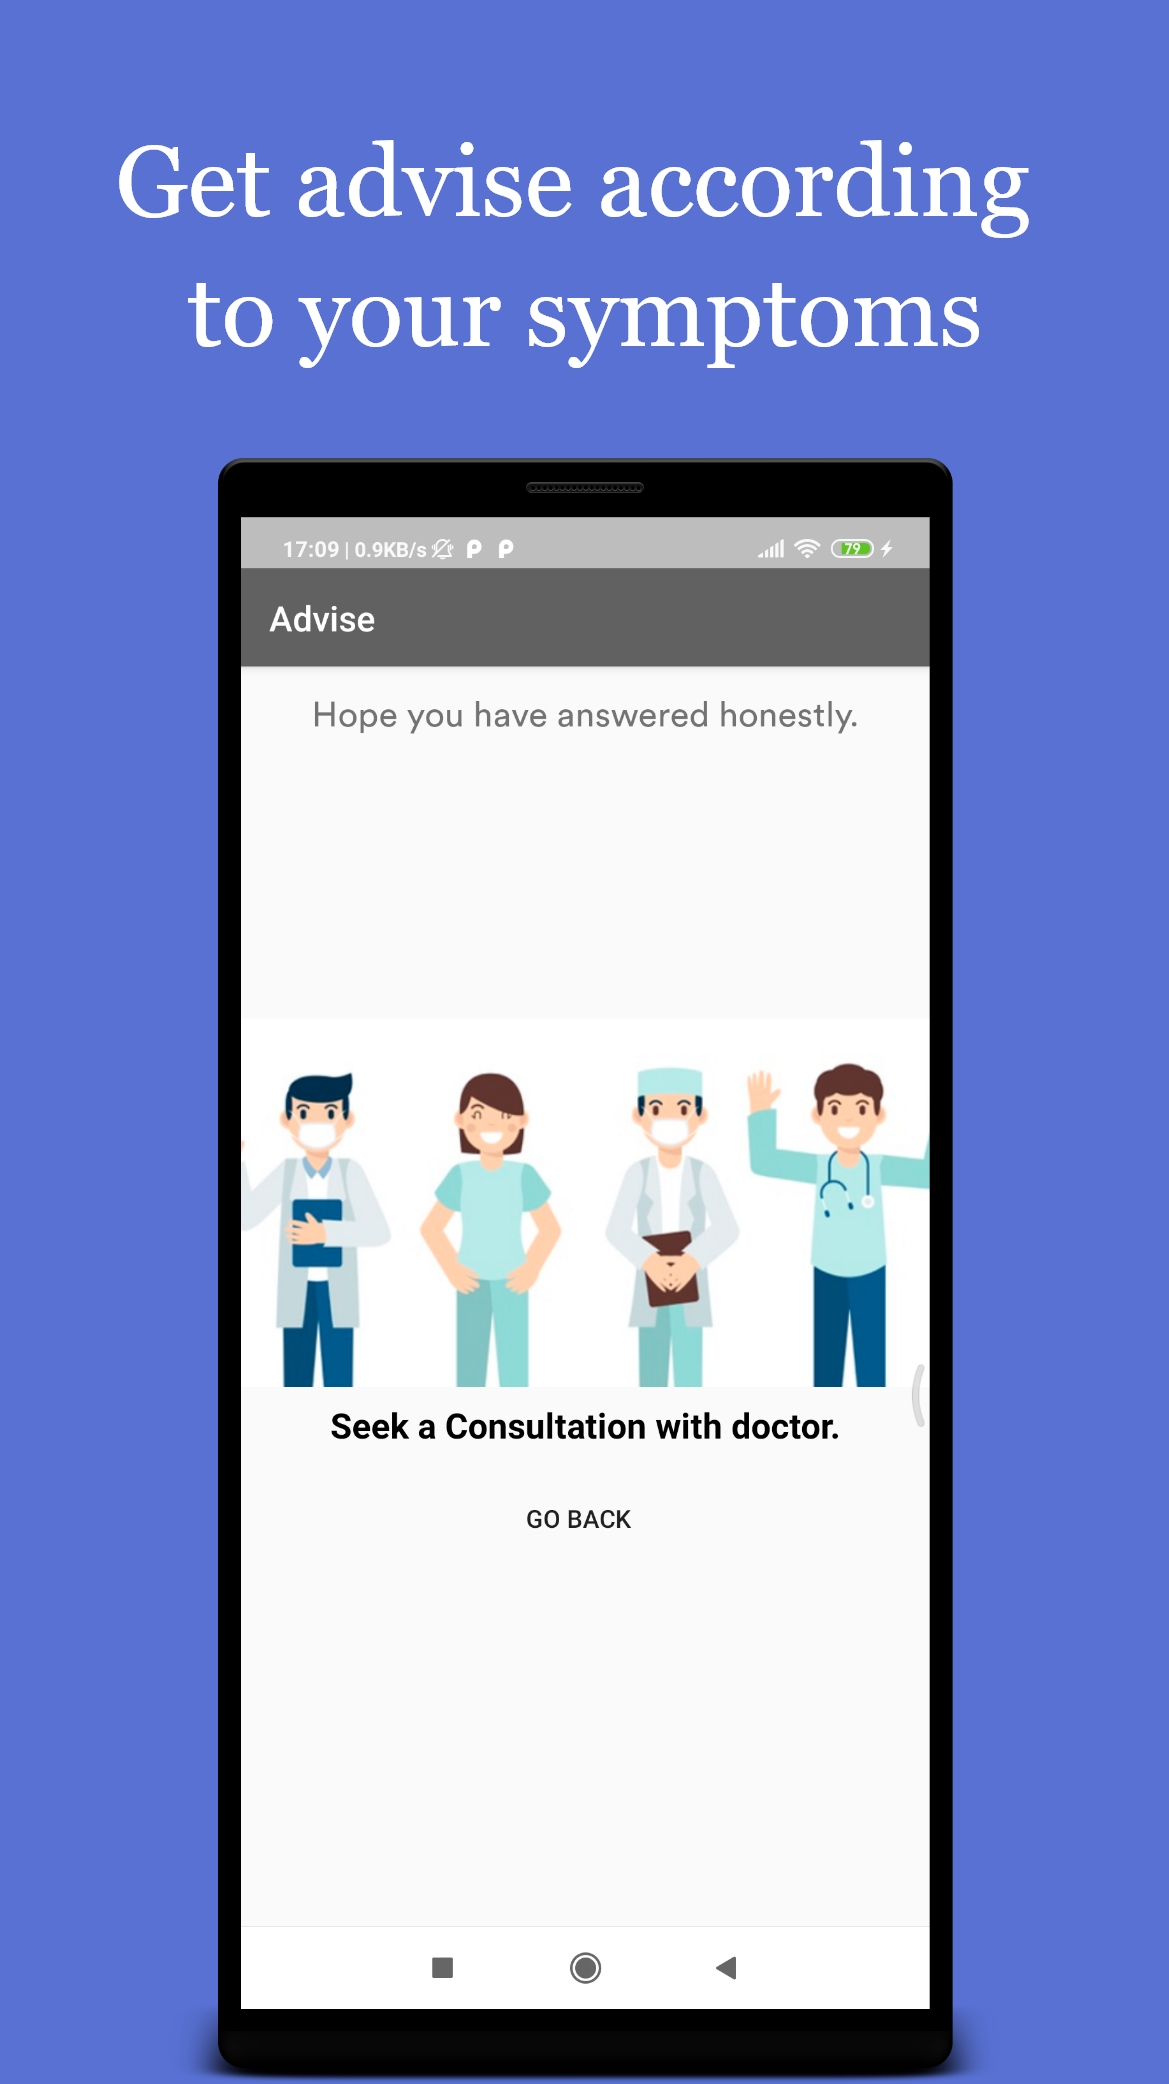 Get advise according
to your symptoms
17:09 | 0.9KB/s
79
Advise
Hope you have answered honestly.
Seek a Consultation with doctor.
GO BACK